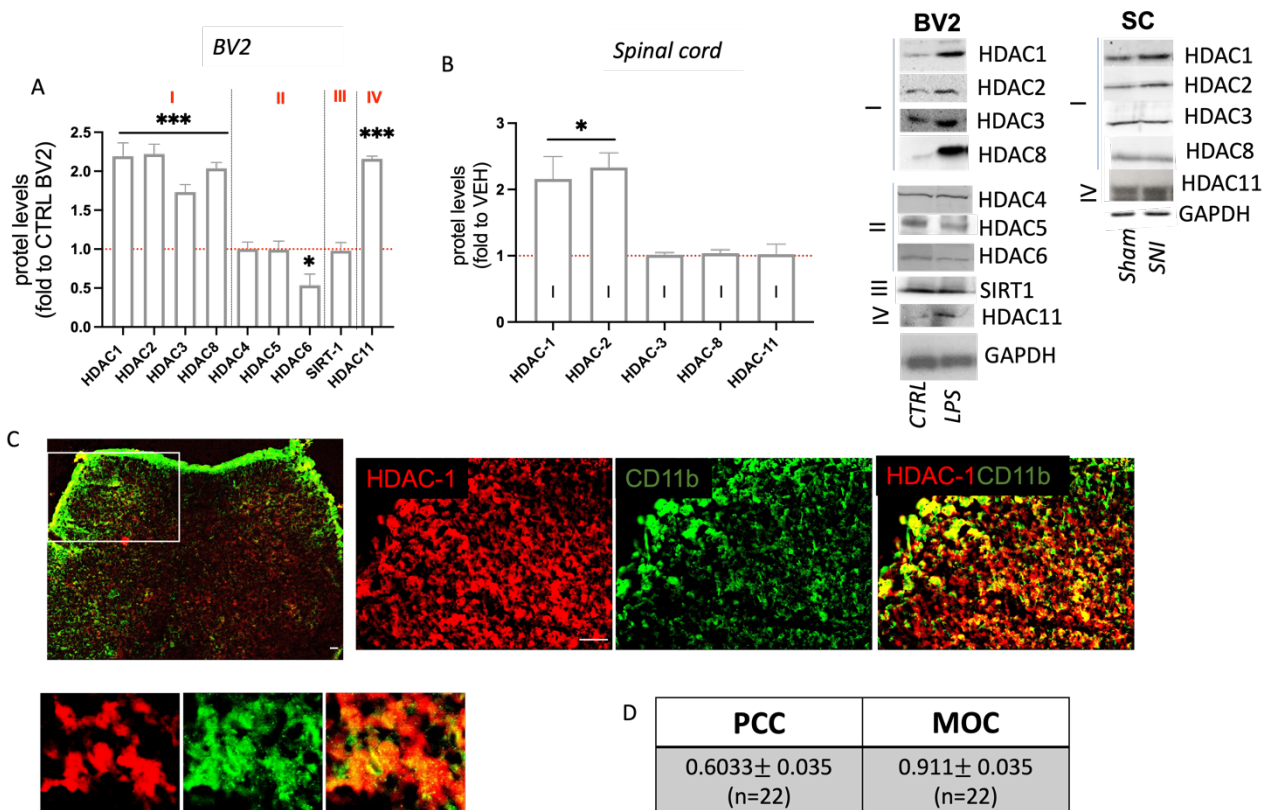 BV2
A
I
II
III
IV
***
***
*
protel levels
(fold to CTRL BV2)
2.5
2.0
1.5
1.0
0.5
0.0
HDAC1
HDAC2
HDAC3
HDAC8
HDAC4
HDAC5
HDAC6
SIRT-1
HDAC11
B
Spinal cord
*
protel levels
(fold to VEH)
3
2
1
0
I
I
I
I
I
HDAC-1
HDAC-2
HDAC-3
HDAC-8
HDAC-11
BV2
I
HDAC1
HDAC2
HDAC3
HDAC8
II
HDAC4
HDAC5
HDAC6
III
SIRT1
IV
HDAC11
GAPDH
CTRL
LPS
SC
I
HDAC1
HDAC2
HDAC3
HDAC8
IV
HDAC11
GAPDH
Sham
SNI
C
HDAC-1
CD11b
HDAC-1CD11b
D
PCC
MOC
0.6033± 0.035
(n=22)
0.911± 0.035
(n=22)